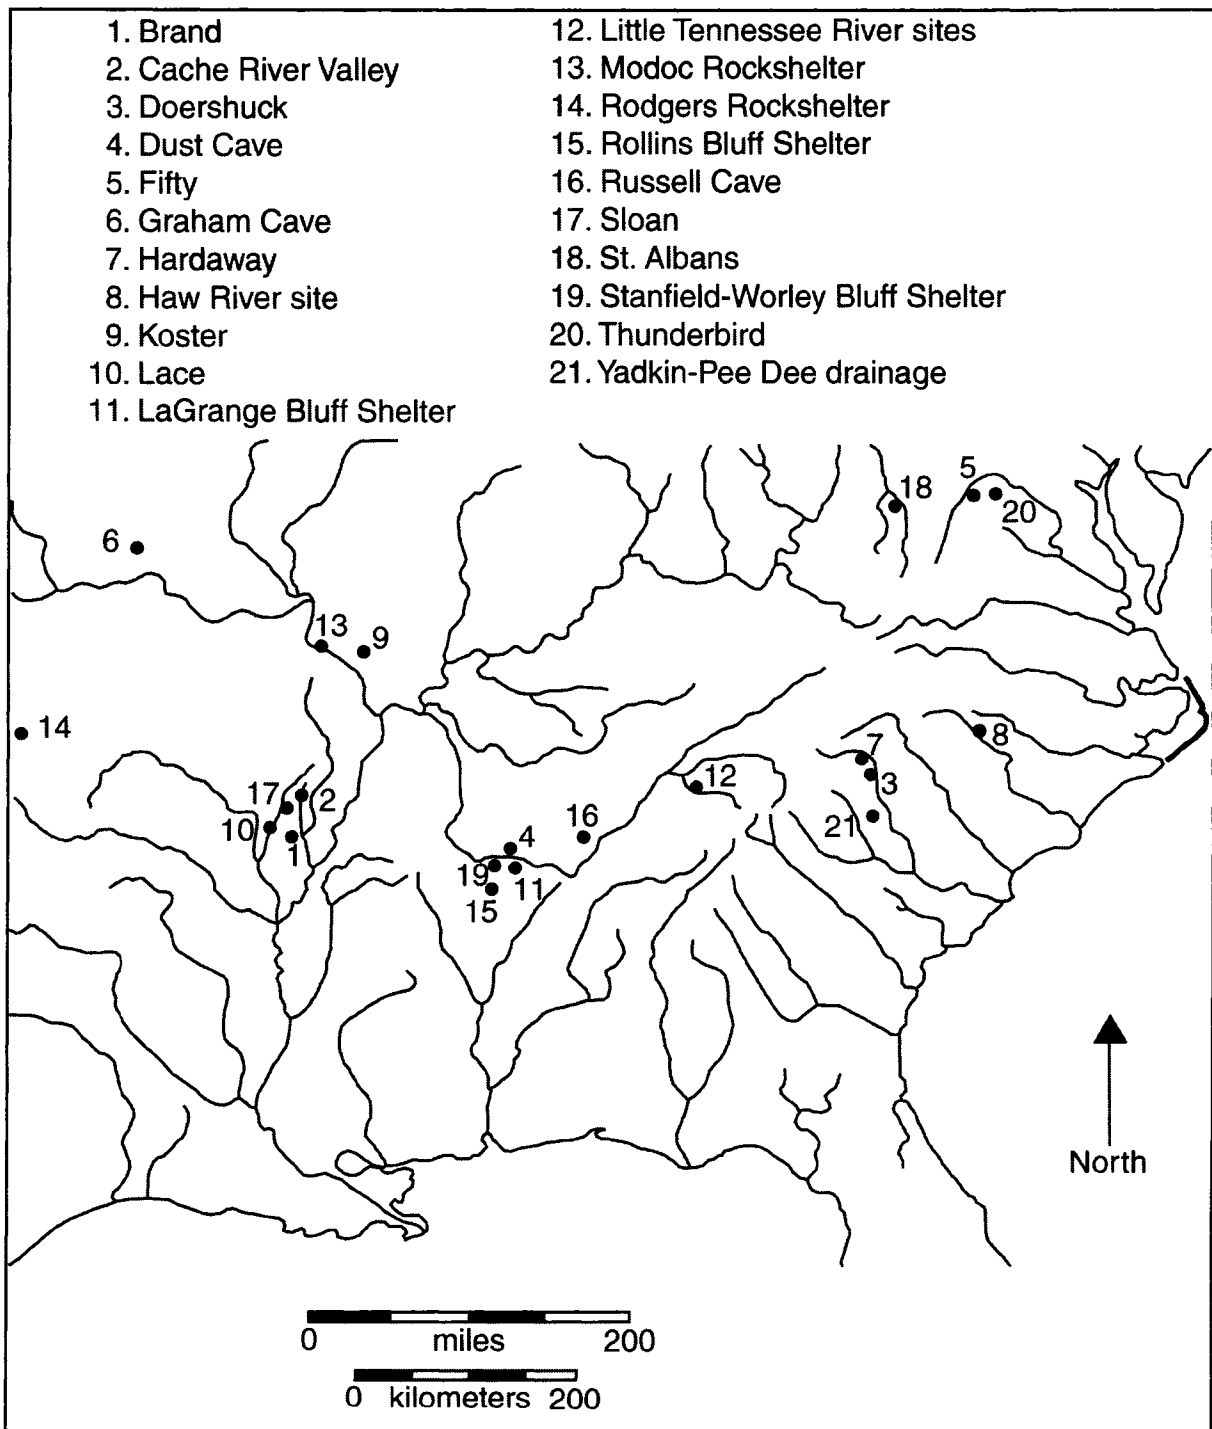 1. Brand
2. Cache River Valley
3. Doershuck
4. Dust Cave
5. Fifty
6. Graham Cave
7. Hardaway
8. Haw River site
9. Koster
10. Lace
11. LaGrange Bluff Shelter
12. Little Tennessee River sites
13. Modoc Rockshelter
14. Rodgers Rockshelter
15. Rollins Bluff Shelter
16. Russell Cave
17. Sloan
18. St. Albans
19. Stanfield-Worley Bluff Shelter
20. Thunderbird
21. Yadkin-Pee Dee drainage
5
18
20
6
13
9
14
8
7
12
3
2
17
10
1
21
16
4
19
11
15
North
0 miles 200
0 kilometers 200